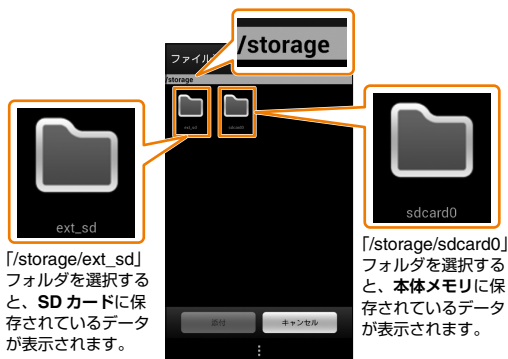 ファイル
/storage
/storage
ext_sd
sdcard0
ext_sd
「/storage/ext_sd」
フォルダを選択する
と、SD カードに保
存されているデータ
が表示されます。
sdcard0
「/storage/sdcard0」
フォルダを選択する
と、本体メモリに保
存されているデータ
が表示されます。
添付
キャンセル